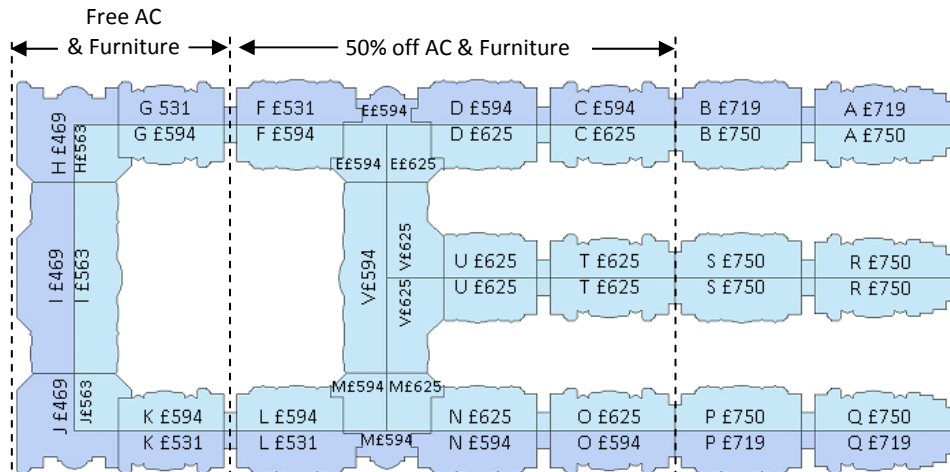 Free AC
& Furniture
50% off AC & Furniture
G 531
F £531
E£594
D £594
C £594
B £719
A £719
G £594
F £594
D £625
C £625
B £750
A £750
H £469
H£563
E£594
E£625
I £469
I £563
V£594
V£625
V£625
U £625
T £625
S £750
R £750
U £625
T £625
S £750
R £750
J £469
J£563
M£594
M£625
K £594
L £594
N £625
O £625
P £750
Q £750
K £531
L £531
M£594
N £594
O £594
P £719
Q £719